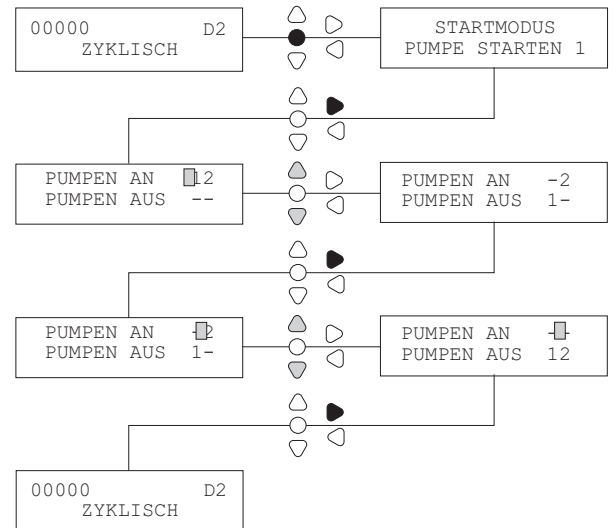 00000 D2
ZYKLISCH
STARTMODUS
PUMPE STARTEN 1
PUMPEN AN 12
PUMPEN AUS --
PUMPEN AN -2
PUMPEN AUS 1-
PUMPEN AN -2
PUMPEN AUS 1-
PUMPEN AN --
PUMPEN AUS 12
00000 D2
ZYKLISCH